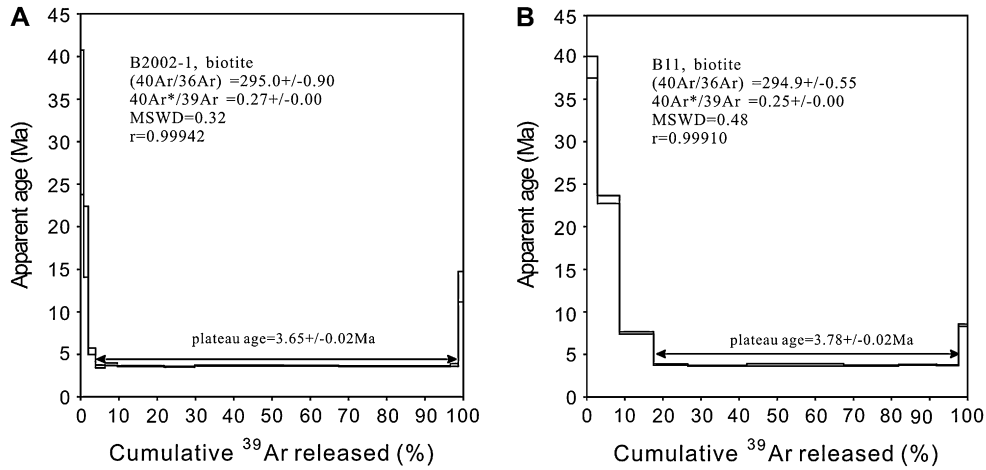 A
B2002-1, biotite
(40Ar/36Ar) =295.0+/-0.90
40Ar*/39Ar =0.27+/-0.00
MSWD=0.32
r=0.99942
Apparent age (Ma)
45
40
35
30
25
20
15
10
5
0
plateau age=3.65+/-0.02Ma
0 10 20 30 40 50 60 70 80 90 100
Cumulative ³⁹Ar released (%)
B
B11, biotite
(40Ar/36Ar) =294.9+/-0.55
40Ar*/39Ar =0.25+/-0.00
MSWD=0.48
r=0.99910
Apparent age (Ma)
45
40
35
30
25
20
15
10
5
0
plateau age=3.78+/-0.02Ma
0 10 20 30 40 50 60 70 80 90 100
Cumulative ³⁹Ar released (%)